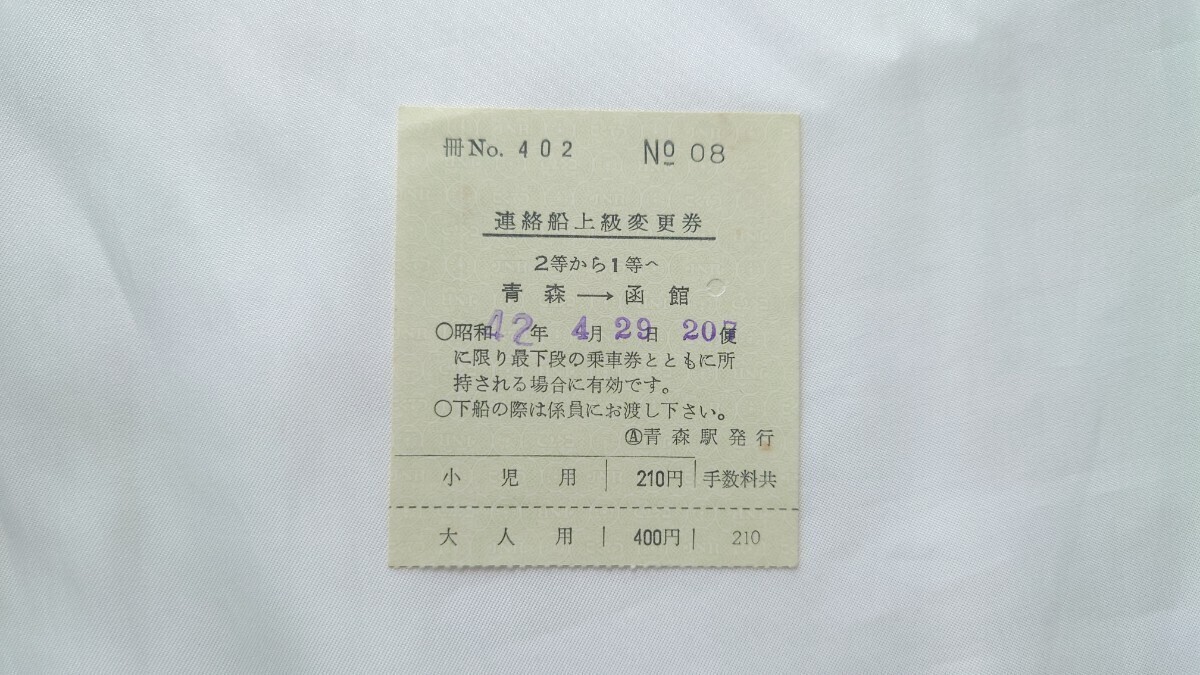 冊No. 402 No 08
連絡船上級変更券
2等から1等へ
青森→函館
○昭和42年4月29日207便
に限り最下段の乗車券とともに所
持される場合に有効です。
○下船の際は係員にお渡し下さい。
Ⓐ青森駅発行
小児用 210円 手数料共
大人用 400円 210